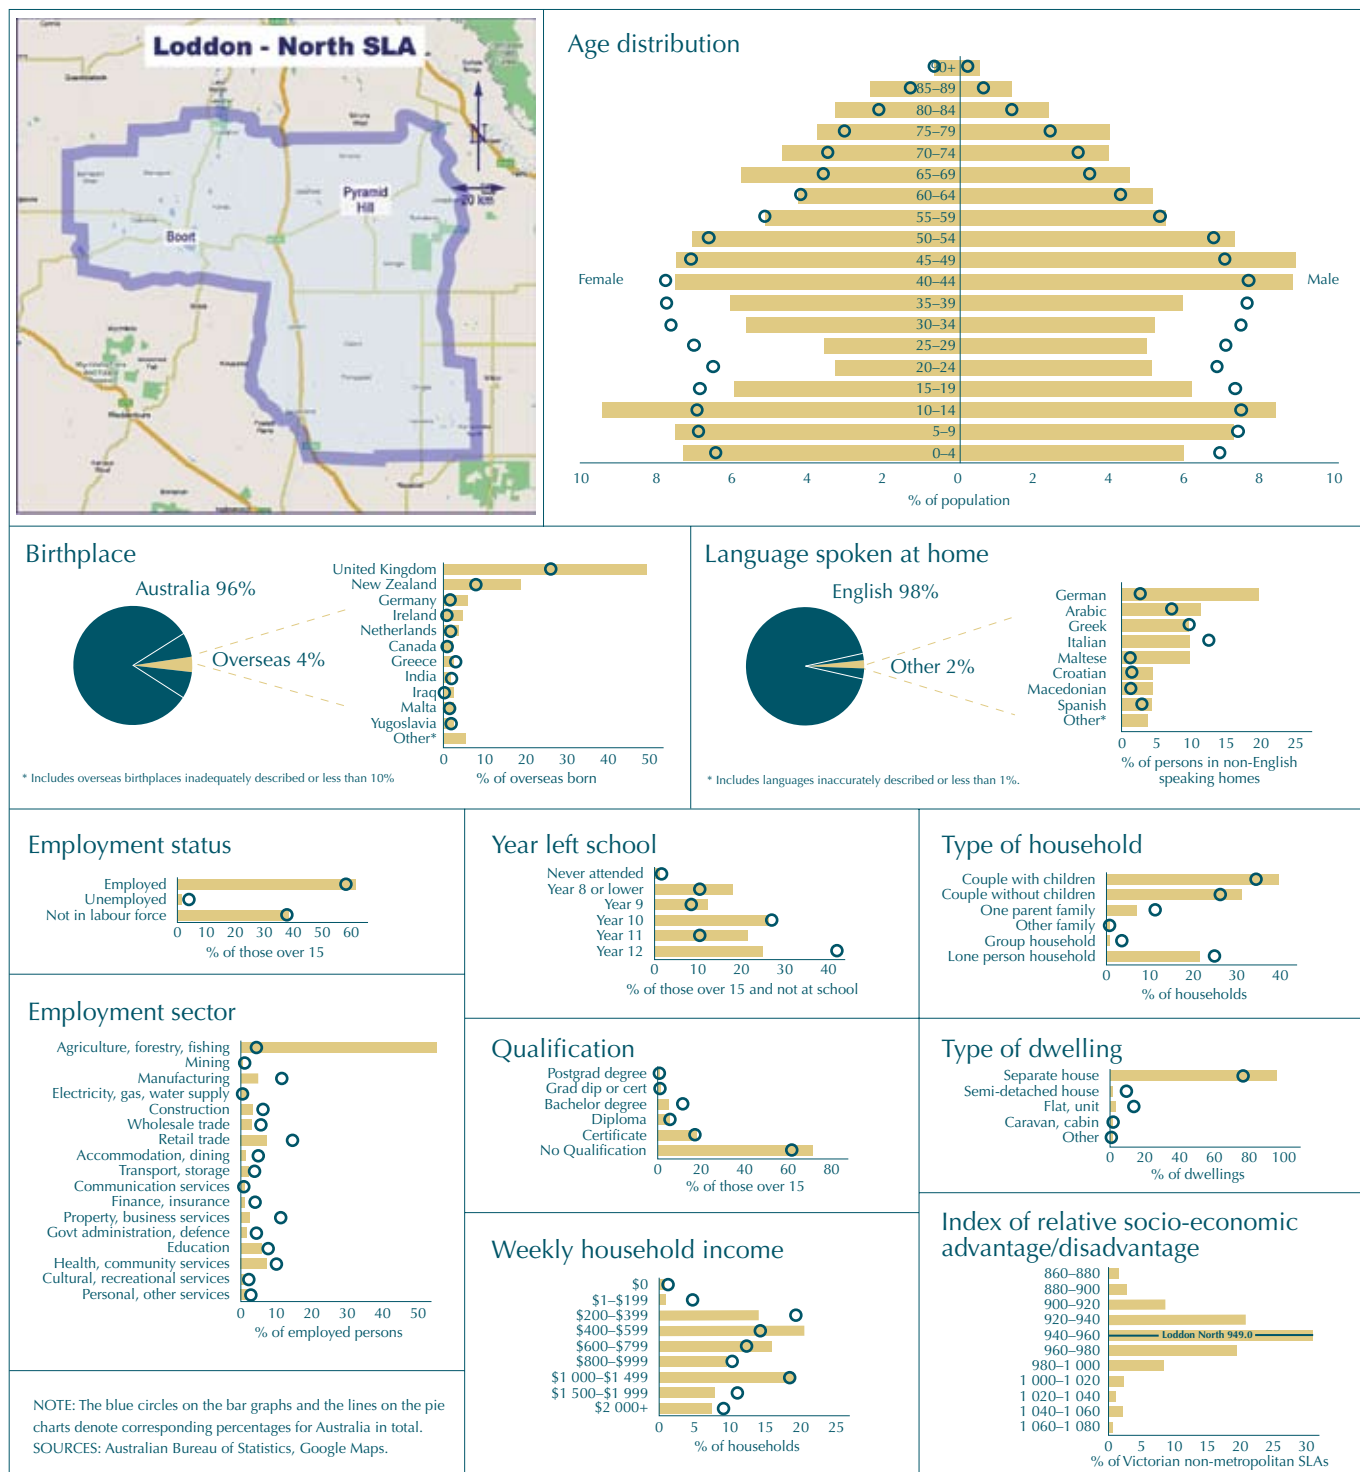 Loddon - North SLA
N
20 km
Pyramid
Hill
Boort
Age distribution
90+
85–89
80–84
75–79
70–74
65–69
60–64
55–59
50–54
45–49
Female
40–44
Male
35–39
30–34
25–29
20–24
15–19
10–14
5–9
0–4
10 8 6 4 2 0 2 4 6 8 10
% of population
Birthplace
Australia 96%
Overseas 4%
United Kingdom
New Zealand
Germany
Ireland
Netherlands
Canada
Greece
India
Iraq
Malta
Yugoslavia
Other*
0 10 20 30 40 50
% of overseas born
* Includes overseas birthplaces inadequately described or less than 10%
Language spoken at home
English 98%
Other 2%
German
Arabic
Greek
Italian
Maltese
Croatian
Macedonian
Spanish
Other*
0 5 10 15 20 25
% of persons in non-English
speaking homes
* Includes languages inaccurately described or less than 1%.
Employment status
Employed
Unemployed
Not in labour force
0 10 20 30 40 50 60
% of those over 15
Year left school
Never attended
Year 8 or lower
Year 9
Year 10
Year 11
Year 12
0 10 20 30 40
% of those over 15 and not at school
Type of household
Couple with children
Couple without children
One parent family
Other family
Group household
Lone person household
0 10 20 30 40
% of households
Employment sector
Agriculture, forestry, fishing
Mining
Manufacturing
Electricity, gas, water supply
Construction
Wholesale trade
Retail trade
Accommodation, dining
Transport, storage
Communication services
Finance, insurance
Property, business services
Govt administration, defence
Education
Health, community services
Cultural, recreational services
Personal, other services
0 10 20 30 40 50
% of employed persons
Qualification
Postgrad degree
Grad dip or cert
Bachelor degree
Diploma
Certificate
No Qualification
0 20 40 60 80
% of those over 15
Type of dwelling
Separate house
Semi-detached house
Flat, unit
Caravan, cabin
Other
0 20 40 60 80 100
% of dwellings
Weekly household income
$0
$1–$199
$200–$399
$400–$599
$600–$799
$800–$999
$1 000–$1 499
$1 500–$1 999
$2 000+
0 5 10 15 20 25
% of households
Index of relative socio-economic
advantage/disadvantage
860–880
880–900
900–920
920–940
940–960 Loddon North 949.0
960–980
980–1 000
1 000–1 020
1 020–1 040
1 040–1 060
1 060–1 080
0 5 10 15 20 25 30
% of Victorian non-metropolitan SLAs
NOTE: The blue circles on the bar graphs and the lines on the pie
charts denote corresponding percentages for Australia in total.
SOURCES: Australian Bureau of Statistics, Google Maps.